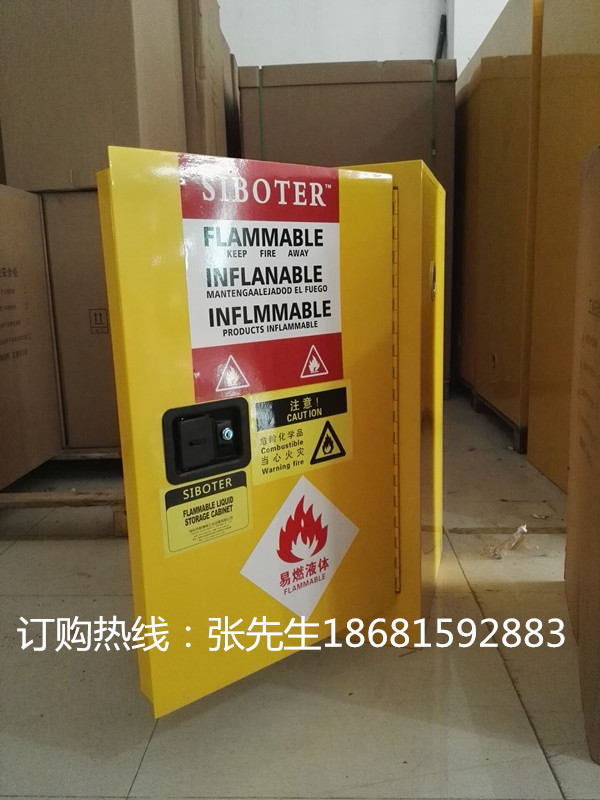 SIBOTER™
FLAMMABLE
KEEP FIRE AWAY
INFLANABLE
MANTENGAALEJADOD EL FUEGO
INFLMMABLE
PRODUCTS INFLAMMABLE
注意!
CAUTION
危险化学品
Combustible
当心火灾
Warning fire
SIBOTER
FLAMMABLE LIQUID
STORAGE CABINET
易燃液体
FLAMMABLE
订购热线：张先生18681592883